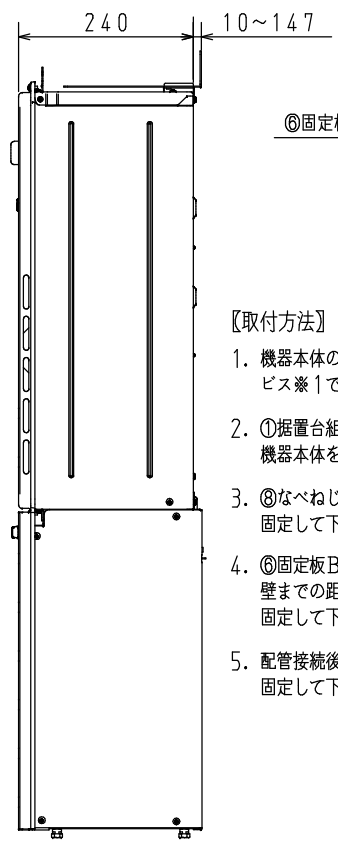 240
10~147
⑥固定
〖取付方法〗
1. 機器本体の
ビス※1で
2. ①据置台組
機器本体を
3. ⑧なべねじ
固定して下
4. ⑥固定板B
壁までの距
固定して下
5. 配管接続後
固定して下